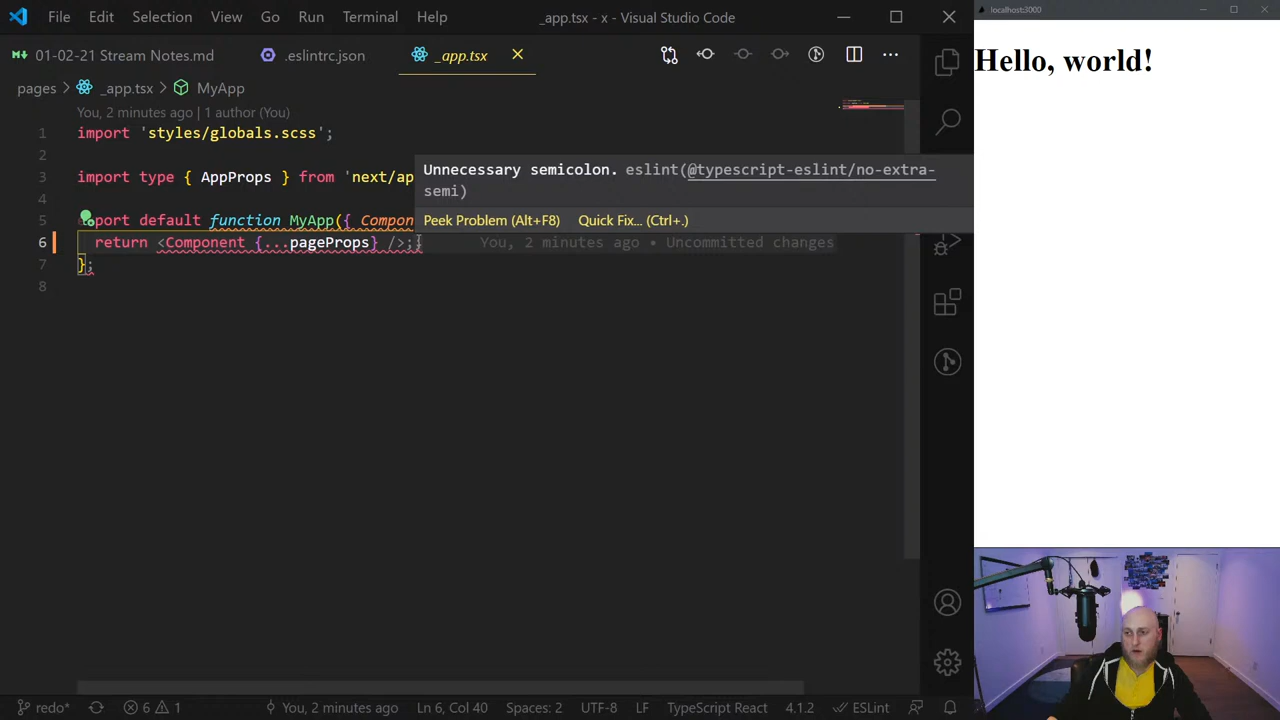 File Edit Selection View Go Run Terminal Help _app.tsx - x - Visual Studio Code
localhost:3000
01-02-21 Stream Notes.md .eslintrc.json _app.tsx
pages > _app.tsx > MyApp
You, 2 minutes ago | 1 author (You)
1 import 'styles/globals.scss';
2
3 import type { AppProps } from 'next/ap
4
5 port default function MyApp({ Compon
6 return <Component {...pageProps} />;; You, 2 minutes ago • Uncommitted changes
7 };
8
Unnecessary semicolon. eslint(@typescript-eslint/no-extra-
semi)
Peek Problem (Alt+F8) Quick Fix... (Ctrl+.)
Hello, world!
redo* 6 1 You, 2 minutes ago Ln 6, Col 40 Spaces: 2 UTF-8 LF TypeScript React 4.1.2 ESLint